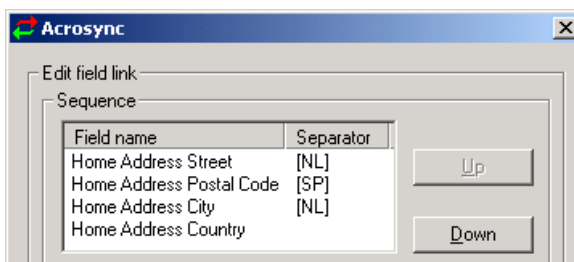 Acrosync
Edit field link
Sequence
Field name Separator
Home Address Street [NL]
Home Address Postal Code [SP]
Home Address City [NL]
Home Address Country
Up
Down